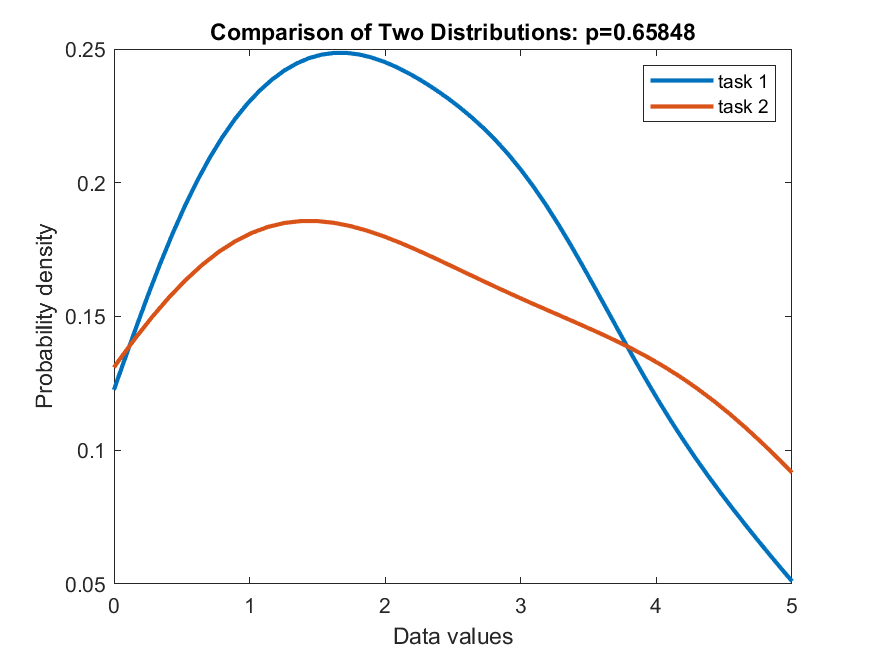 Comparison of Two Distributions: p=0.65848
0.25
0.2
0.15
0.1
0.05
Probability density
task 1
task 2
0 1 2 3 4 5
Data values